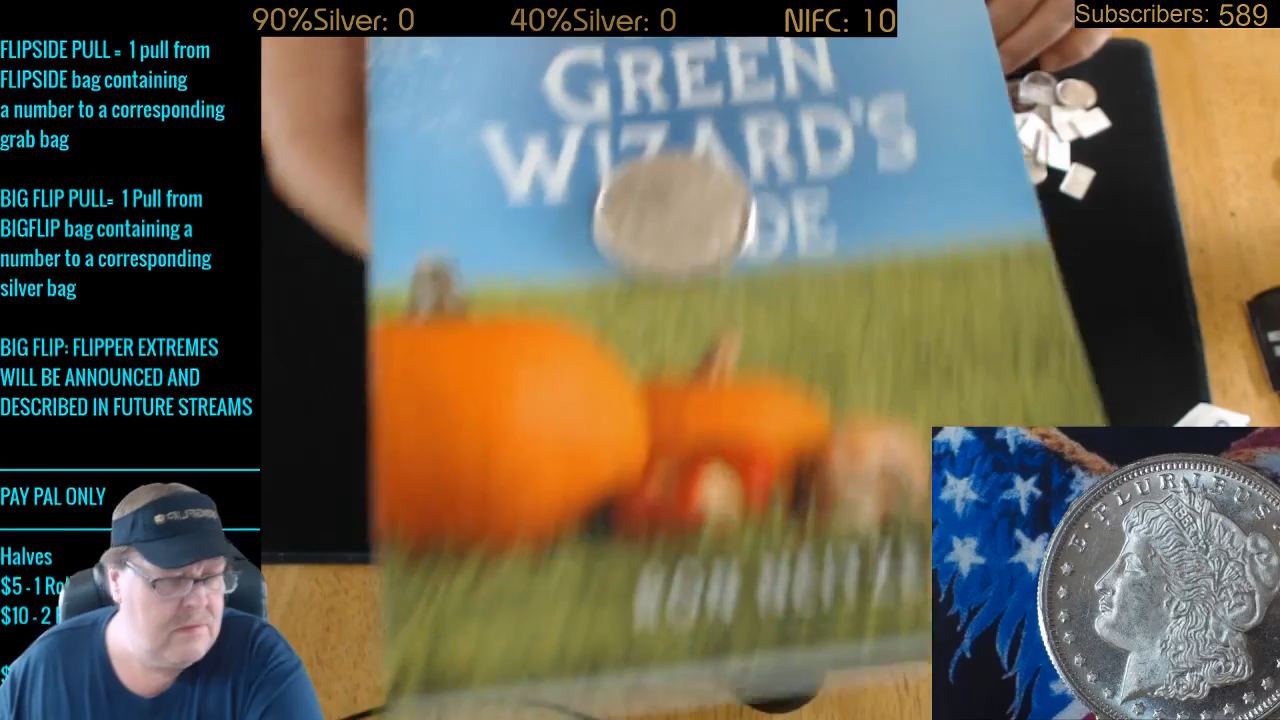 90%Silver: 0
40%Silver: 0
NIFC: 10
Subscribers: 589
FLIPSIDE PULL = 1 pull from
FLIPSIDE bag containing
a number to a corresponding
grab bag
BIG FLIP PULL= 1 Pull from
BIGFLIP bag containing a
number to a corresponding
silver bag
BIG FLIP: FLIPPER EXTREMES
WILL BE ANNOUNCED AND
DESCRIBED IN FUTURE STREAMS
PAY PAL ONLY
Halves
$5 - 1 Ro
$10 - 2
$
GREEN
WIZARD'S
E PLURIBUS